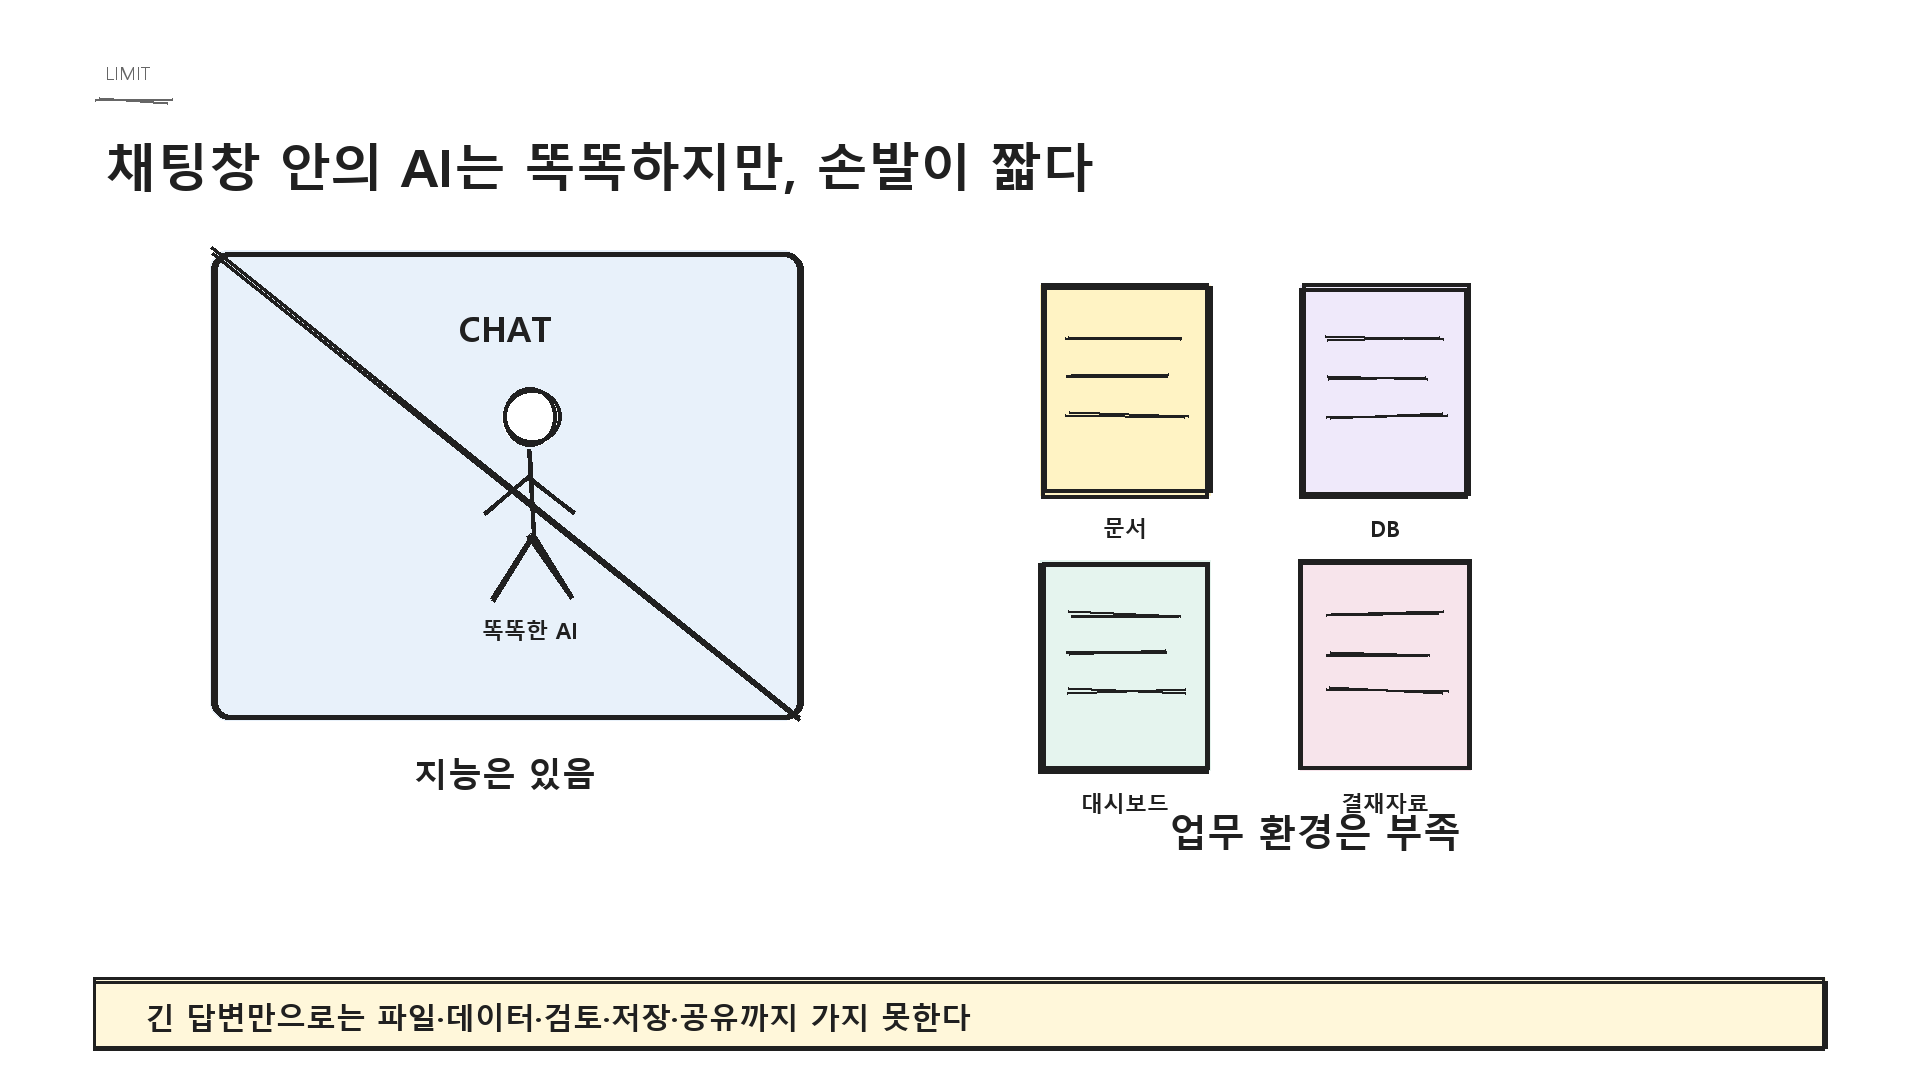 LIMIT
채팅창 안의 AI는 똑똑하지만, 손발이 짧다
CHAT
똑똑한 AI
지능은 있음
문서
DB
대시보드
결재자료
업무 환경은 부족
긴 답변만으로는 파일·데이터·검토·저장·공유까지 가지 못한다